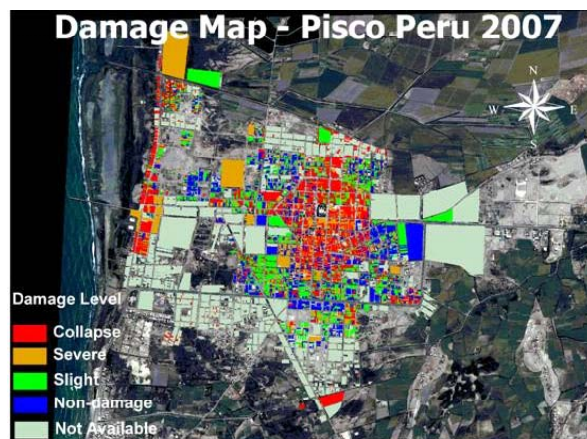 Damage Map - Pisco Peru 2007
N
W E
S
Damage Level
Collapse
Severe
Slight
Non-damage
Not Available